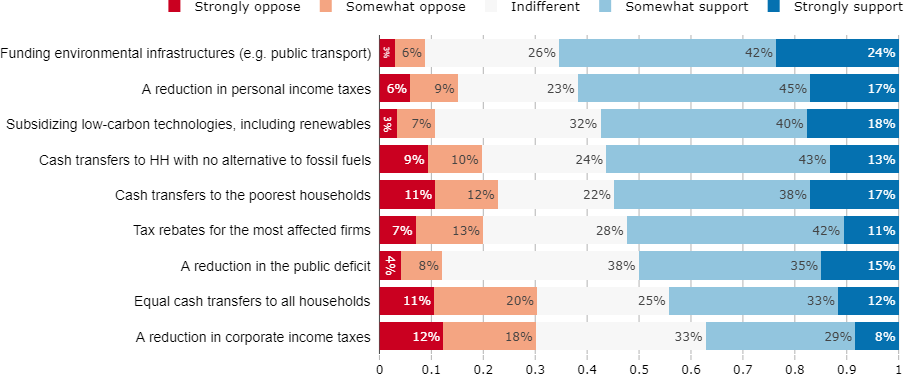 Strongly oppose Somewhat oppose Indifferent Somewhat support Strongly support
Funding environmental infrastructures (e.g. public transport) 3% 6% 26% 42% 24%
A reduction in personal income taxes 6% 9% 23% 45% 17%
Subsidizing low-carbon technologies, including renewables 3% 7% 32% 40% 18%
Cash transfers to HH with no alternative to fossil fuels 9% 10% 24% 43% 13%
Cash transfers to the poorest households 11% 12% 22% 38% 17%
Tax rebates for the most affected firms 7% 13% 28% 42% 11%
A reduction in the public deficit 4% 8% 38% 35% 15%
Equal cash transfers to all households 11% 20% 25% 33% 12%
A reduction in corporate income taxes 12% 18% 33% 29% 8%
0 0.1 0.2 0.3 0.4 0.5 0.6 0.7 0.8 0.9 1